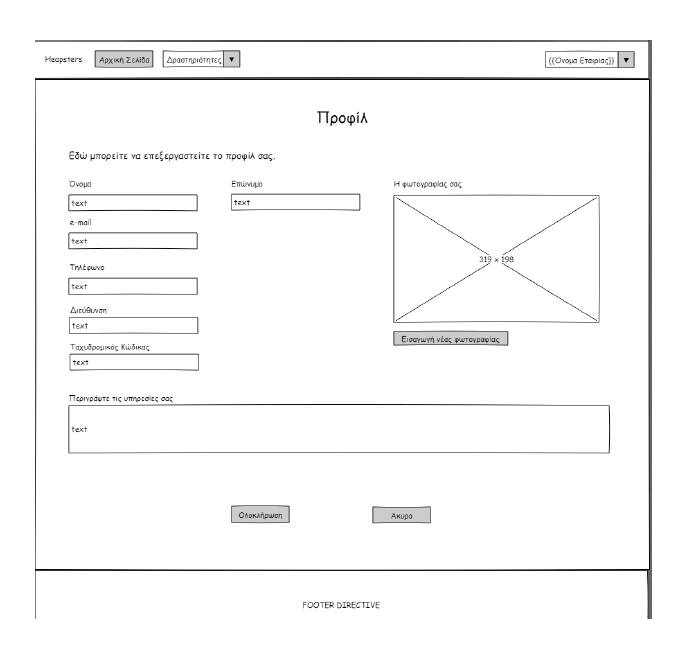 Heapsters Αρχική Σελίδα Δραστηριότητες ▼ {{Όνομα Εταιρίας}} ▼
Προφίλ
Εδώ μπορείτε να επεξεργαστείτε το προφίλ σας.
Όνομα Επώνυμο Η φωτογραφίας σας
text text
e-mail
text
319 x 198
Τηλέφωνο
text
Διεύθυνση
text
Εισαγωγή νέας φωτογραφίας
Ταχυδρομικός Κώδικας
text
Περιγράψτε τις υπηρεσίες σας
text
Ολοκλήρωση Άκυρο
FOOTER DIRECTIVE